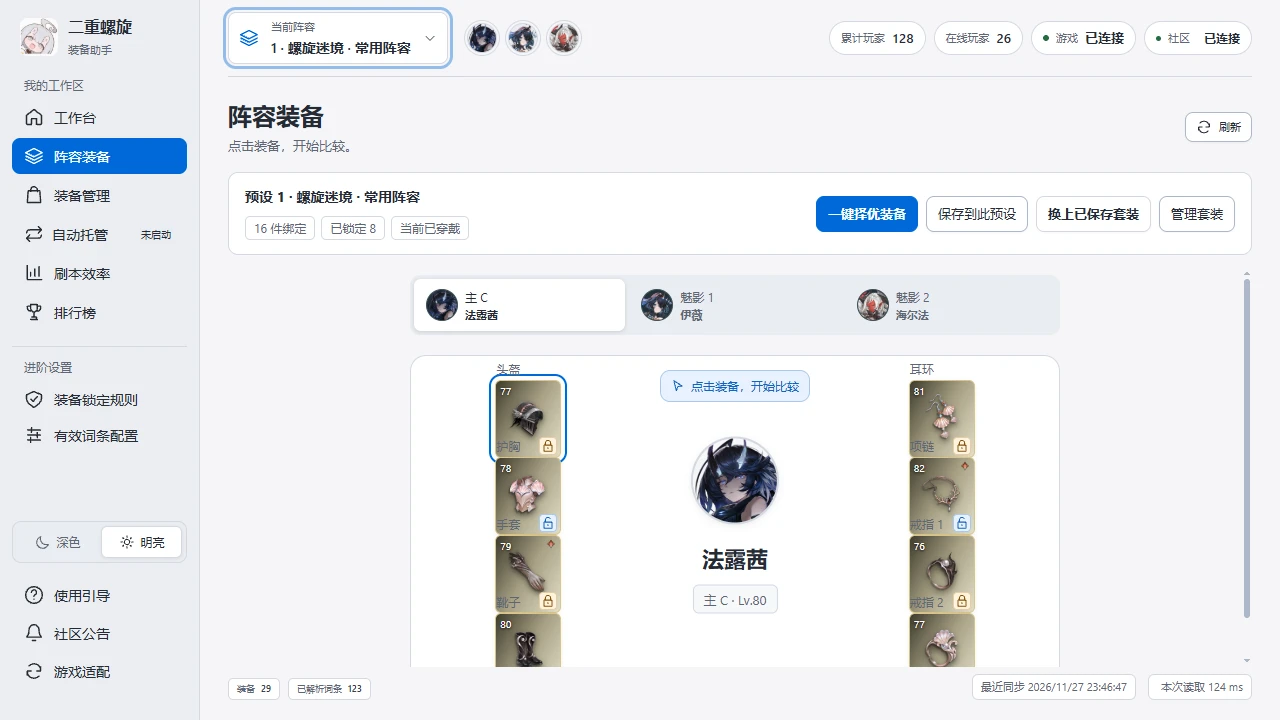 二重螺旋
装备助手
我的工作区
工作台
阵容装备
装备管理
自动托管 未启动
刷本效率
排行榜
进阶设置
装备锁定规则
有效词条配置
深色 明亮
使用引导
社区公告
游戏适配
当前阵容
1 · 螺旋迷境 · 常用阵容
累计玩家 128
在线玩家 26
游戏 已连接
社区 已连接
阵容装备
点击装备，开始比较。
刷新
预设 1 · 螺旋迷境 · 常用阵容
16 件绑定 已锁定 8 当前已穿戴
一键择优装备 保存到此预设 换上已保存套装 管理套装
主 C
法露茜
魅影 1
伊薇
魅影 2
海尔法
头盔
77
护胸
78
手套
79
靴子
80
点击装备，开始比较
法露茜
主 C · Lv.80
耳环
81
项链
82
戒指 1
76
戒指 2
77
装备 29 已解析词条 123
最近同步 2026/11/27 23:46:47 本次读取 124 ms